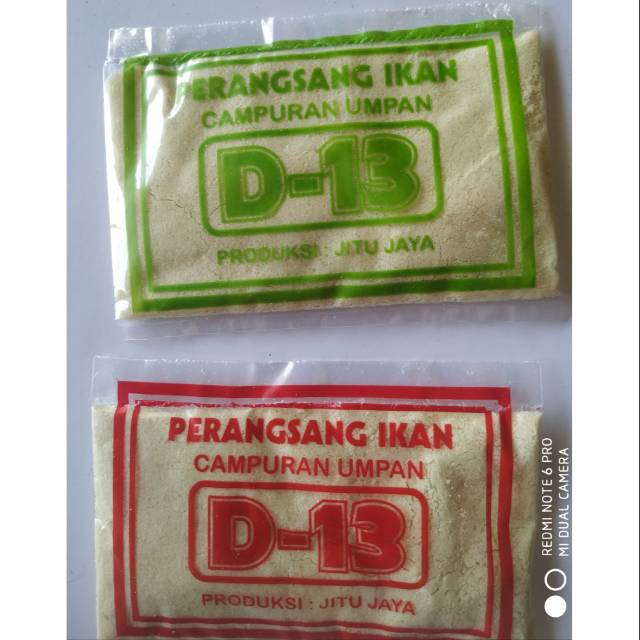 PERANGSANG IKAN
CAMPURAN UMPAN
D-13
PRODUKSI : JITU JAYA
PERANGSANG IKAN
CAMPURAN UMPAN
D-13
PRODUKSI : JITU JAYA
REDMI NOTE 6 PRO
MI DUAL CAMERA